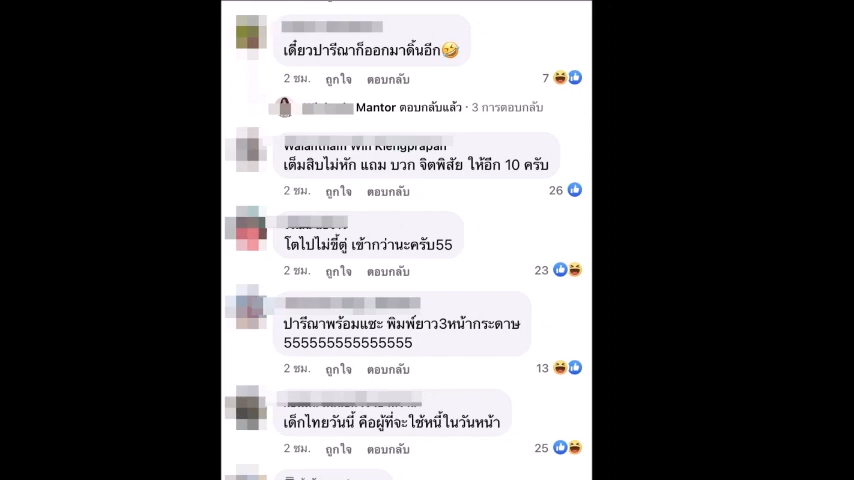 เดี๋ยวปารีณาก็ออกมาดิ้นอีก🤣
2 ชม. ถูกใจ ตอบกลับ 7
Mantor ตอบกลับแล้ว · 3 การตอบกลับ
Walantham Win Klengprapan
เต็มสิบไม่หัก แถม บวก จิตพิสัย ให้อีก 10 ครับ
2 ชม. ถูกใจ ตอบกลับ 26
โตไปไม่ขี้ตู่ เข้ากว่านะครับ55
2 ชม. ถูกใจ ตอบกลับ 23
ปารีณาพร้อมแซะ พิมพ์ยาว3หน้ากระดาษ
555555555555555
2 ชม. ถูกใจ ตอบกลับ 13
เด็กไทยวันนี้ คือผู้ที่จะใช้หนี้ในวันหน้า
2 ชม. ถูกใจ ตอบกลับ 25